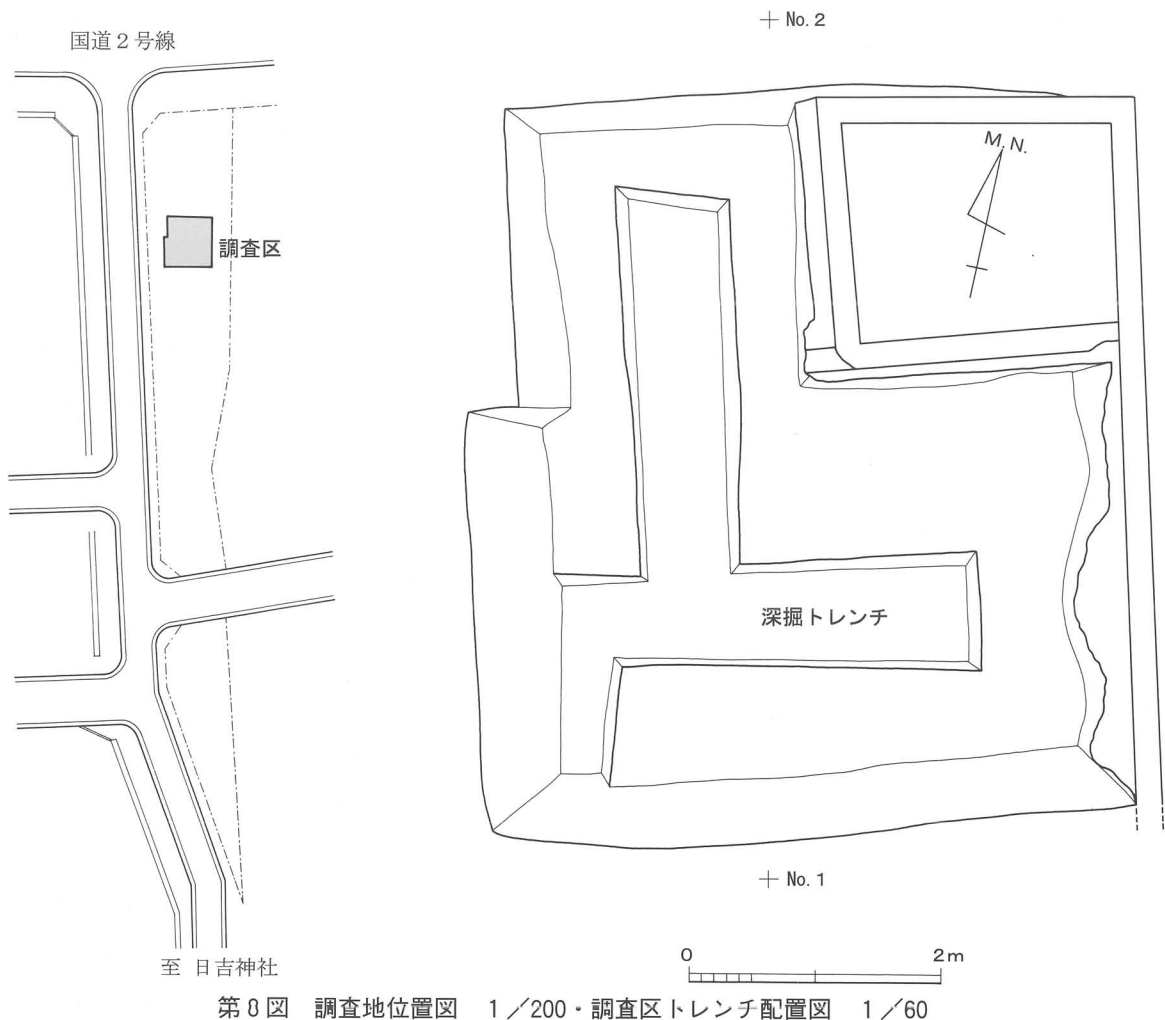 国道2号線
調査区
至 日吉神社
No. 2
M. N.
深掘トレンチ
No. 1
0 2m
第8図 調査地位置図 1/200・調査区トレンチ配置図 1/60